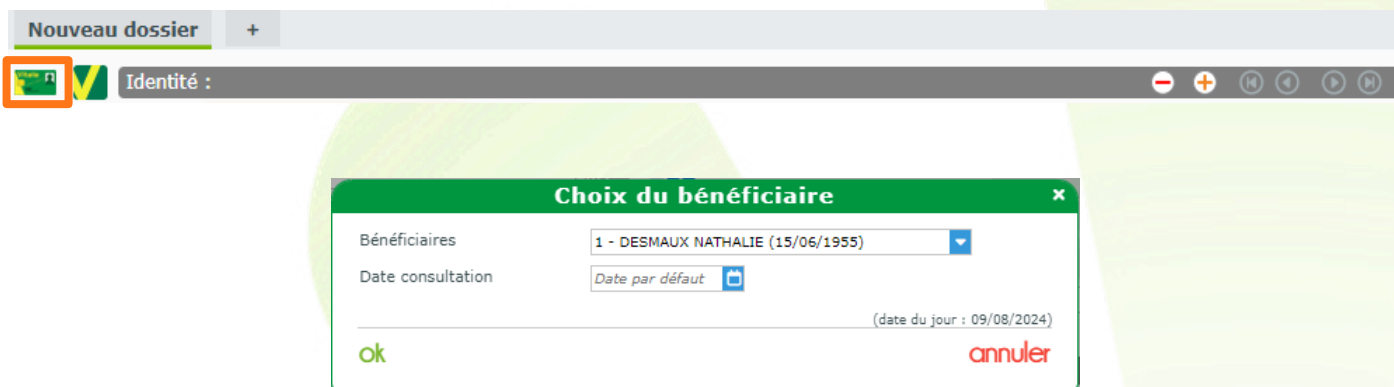 Nouveau dossier +
Vitale
Identité :
Choix du bénéficiaire ×
Bénéficiaires 1 - DESMAUX NATHALIE (15/06/1955)
Date consultation Date par défaut
(date du jour : 09/08/2024)
ok annuler